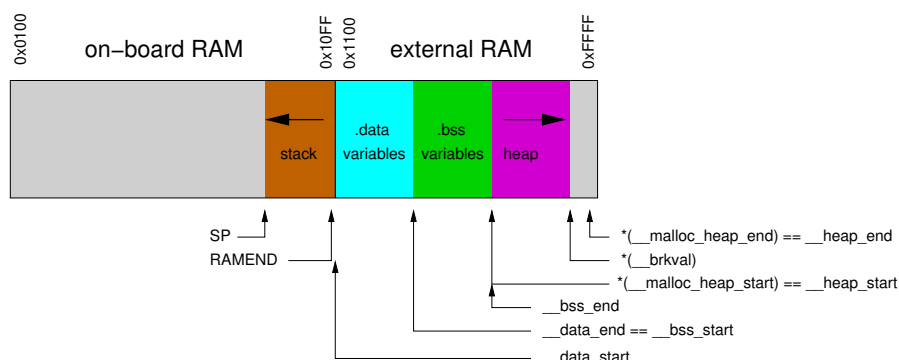 0x0100
on–board RAM
0x10FF
0x1100
external RAM
0xFFFF
stack
.data
variables
.bss
variables
heap
SP
RAMEND
*(__malloc_heap_end) == __heap_end
*(__brkval)
*(__malloc_heap_start) == __heap_start
__bss_end
__data_end == __bss_start
__data_start